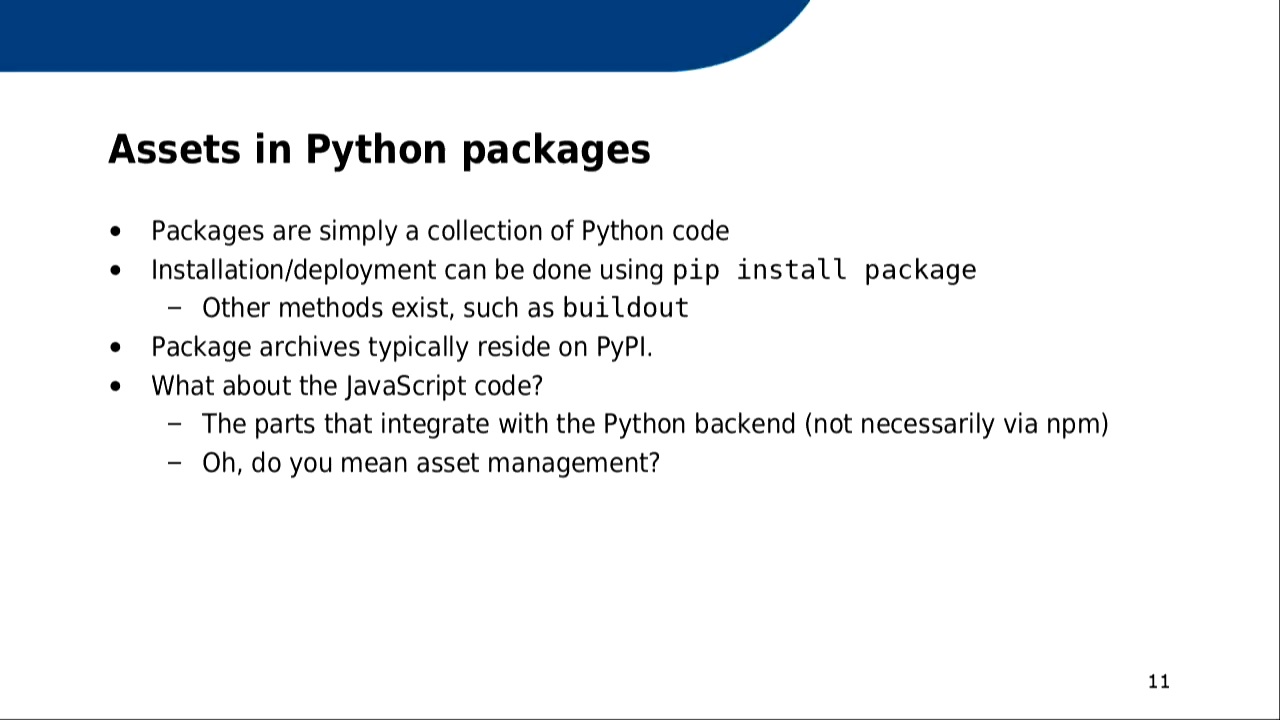 Assets in Python packages
● Packages are simply a collection of Python code
● Installation/deployment can be done using pip install package
– Other methods exist, such as buildout
● Package archives typically reside on PyPI.
● What about the JavaScript code?
– The parts that integrate with the Python backend (not necessarily via npm)
– Oh, do you mean asset management?
11